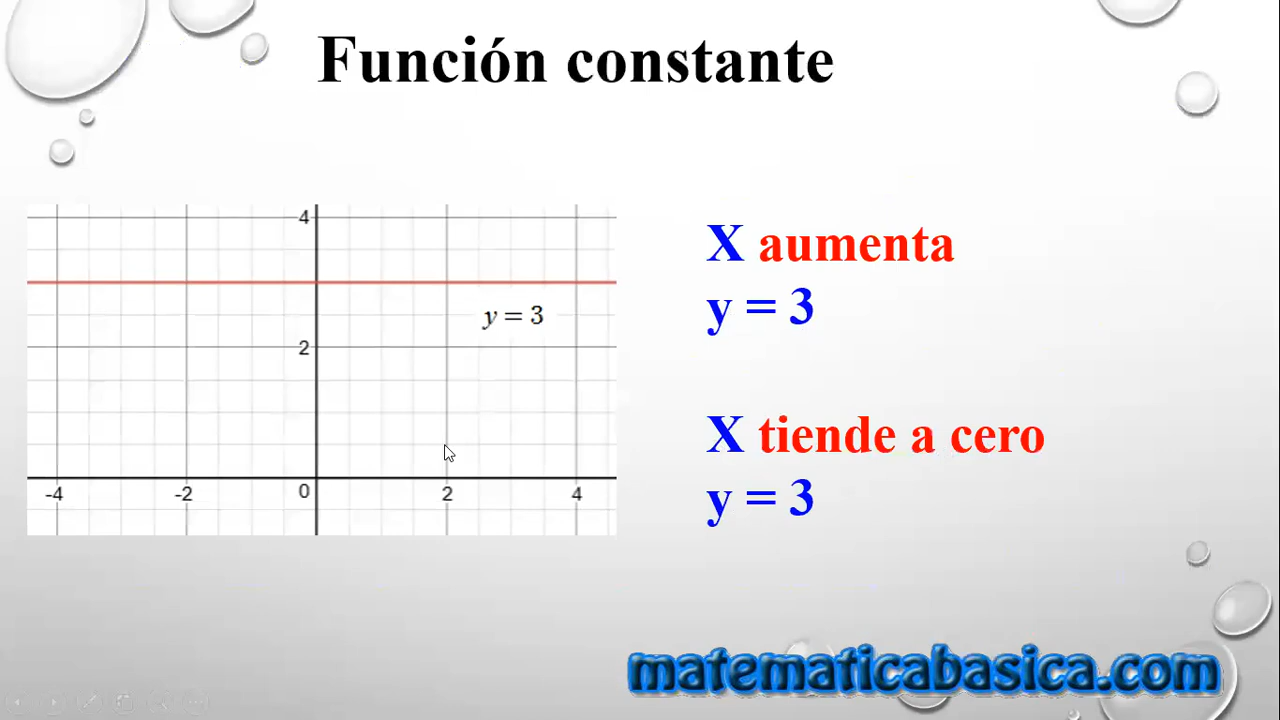 Función constante
4
y = 3
2
-4 -2 0 2 4
X aumenta
y = 3
X tiende a cero
y = 3
matematicabasica.com